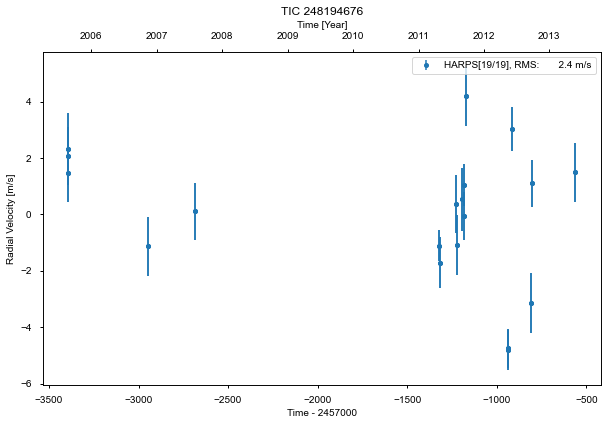 TIC 248194676
Time [Year]
2006 2007 2008 2009 2010 2011 2012 2013
HARPS[19/19], RMS: 2.4 m/s
Radial Velocity [m/s]
4
2
0
−2
−4
−6
−3500 −3000 −2500 −2000 −1500 −1000 −500
Time - 2457000